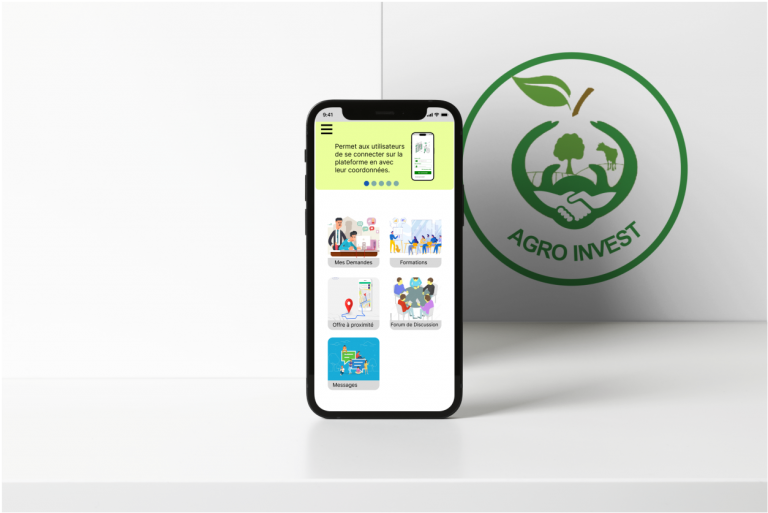 9:41
Permet aux utilisateurs
de se connecter sur la
plateforme en avec
leur coordonnées.
Mes Demandes
Formations
Offre à proximité
Forum de Discussion
Messages
AGRO INVEST